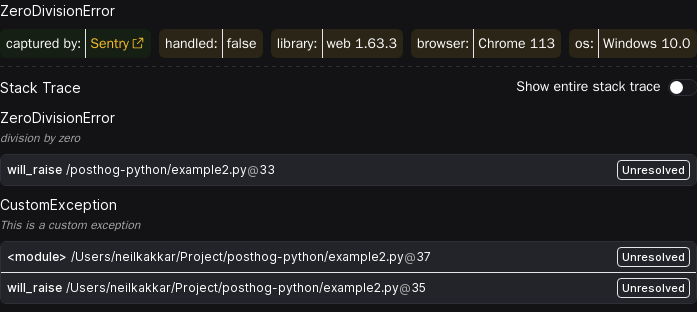 ZeroDivisionError
captured by: Sentry handled: false library: web 1.63.3 browser: Chrome 113 os: Windows 10.0
Stack Trace Show entire stack trace
ZeroDivisionError
division by zero
will_raise /posthog-python/example2.py@33 Unresolved
CustomException
This is a custom exception
<module> /Users/neilkakkar/Project/posthog-python/example2.py@37 Unresolved
will_raise /Users/neilkakkar/Project/posthog-python/example2.py@35 Unresolved